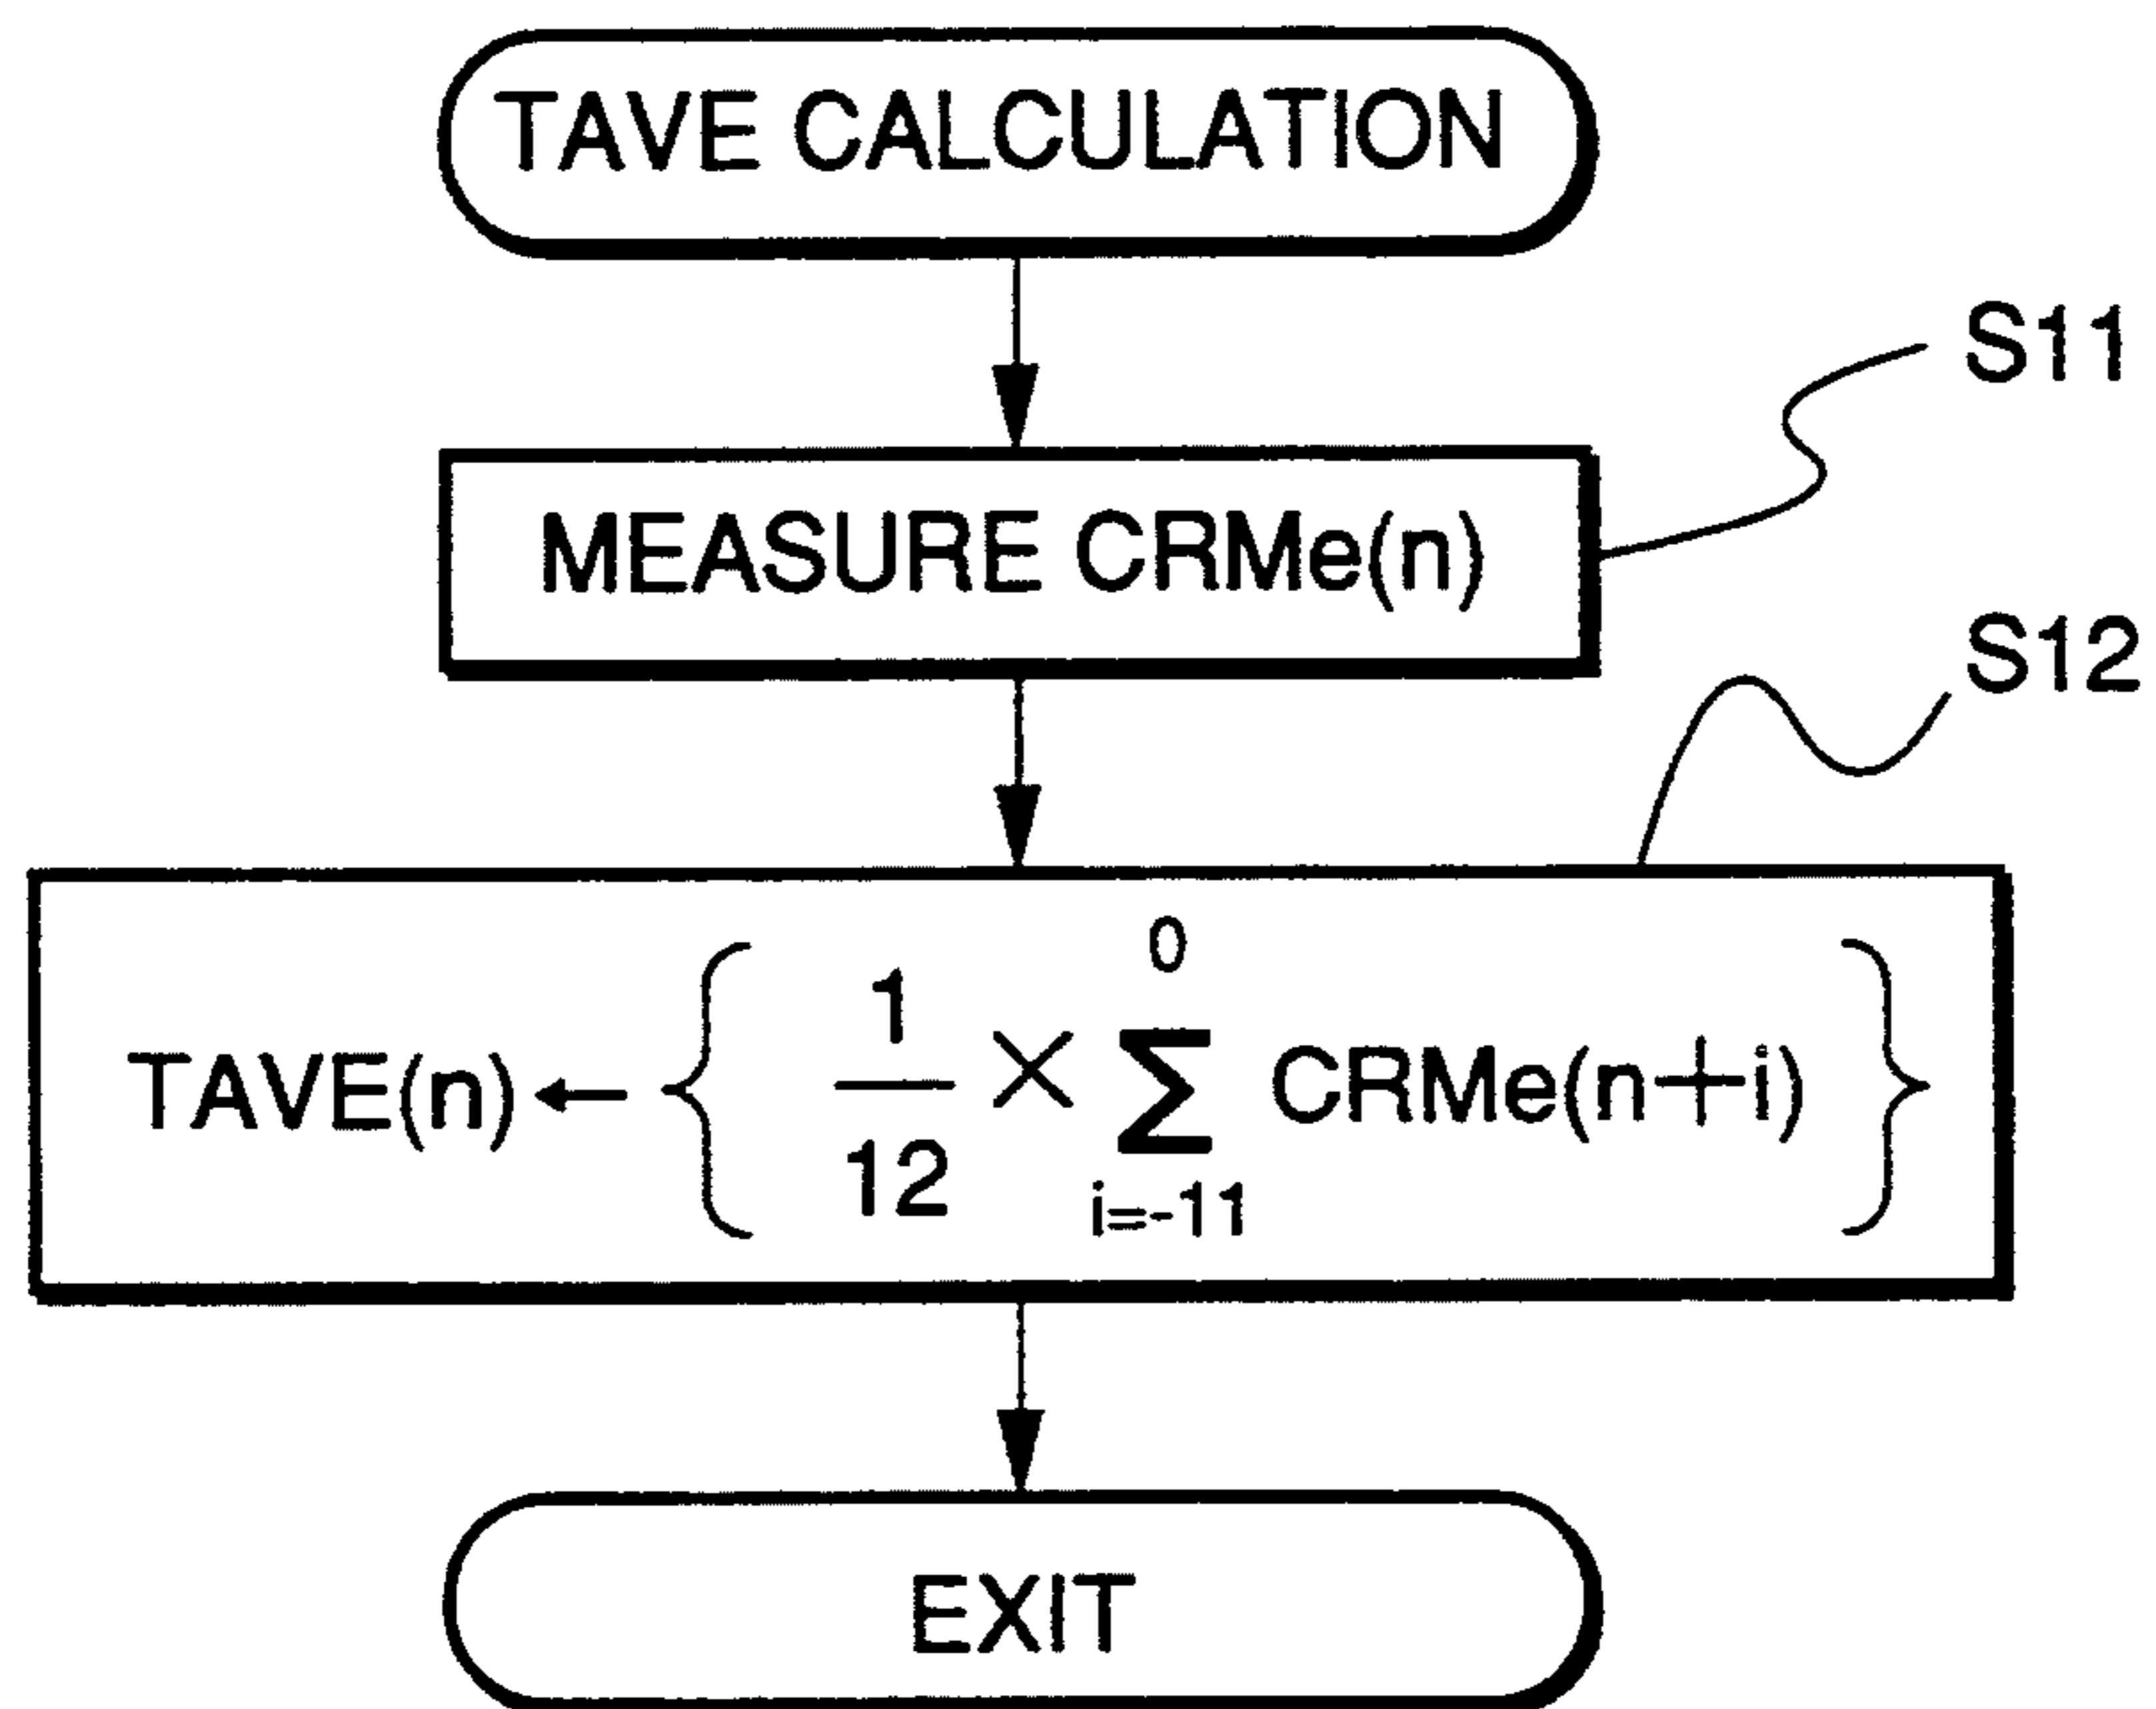 TAVE CALCULATION
S11
MEASURE CRMe(n)
S12
TAVE(n) ← { 1/12 × Σ i=-11 0 CRMe(n+i) }
EXIT